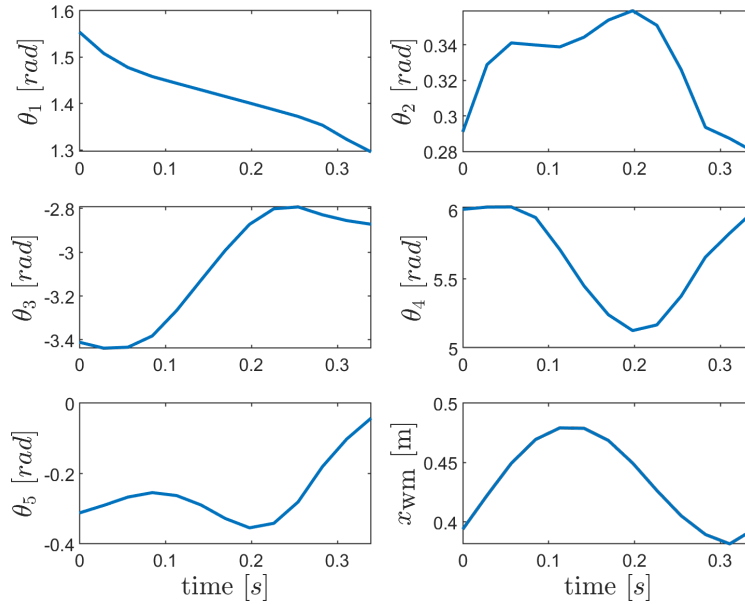 1.6
1.5
1.4
1.3
θ1 [rad]
0 0.1 0.2 0.3
0.34
0.3
0.28
θ2 [rad]
0 0.1 0.2 0.3
-2.8
-3
-3.2
-3.4
θ3 [rad]
0 0.1 0.2 0.3
6
5.5
5
θ4 [rad]
0 0.1 0.2 0.3
0
-0.2
-0.4
θ5 [rad]
0 0.1 0.2 0.3
time [s]
0.5
0.45
0.4
xwm [m]
0 0.1 0.2 0.3
time [s]